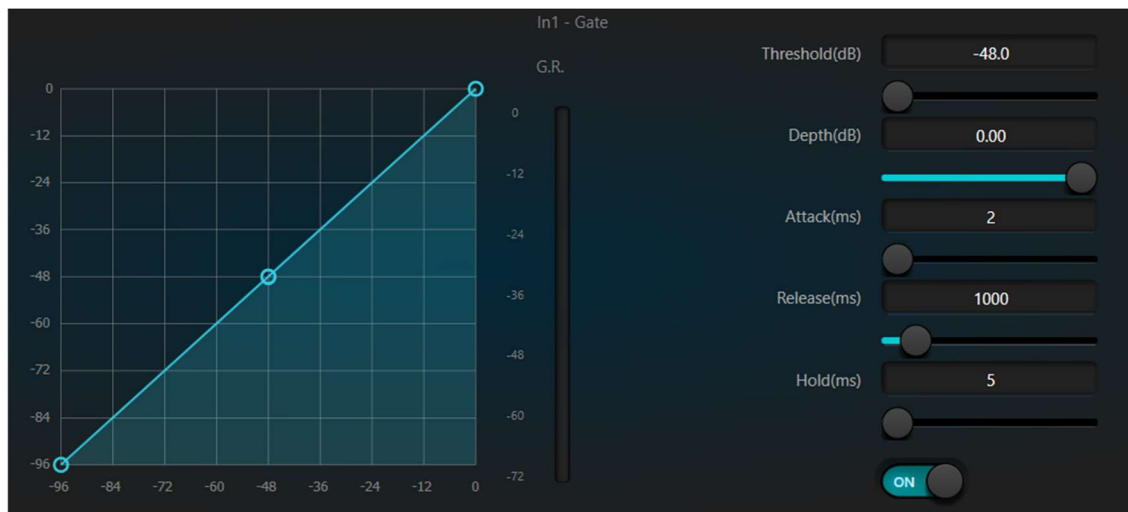 In1 - Gate
G.R.
0
-12
-24
-36
-48
-60
-72
-84
-96
-96 -84 -72 -60 -48 -36 -24 -12 0
0
-12
-24
-36
-48
-60
-72
Threshold(dB) -48.0
Depth(dB) 0.00
Attack(ms) 2
Release(ms) 1000
Hold(ms) 5
ON